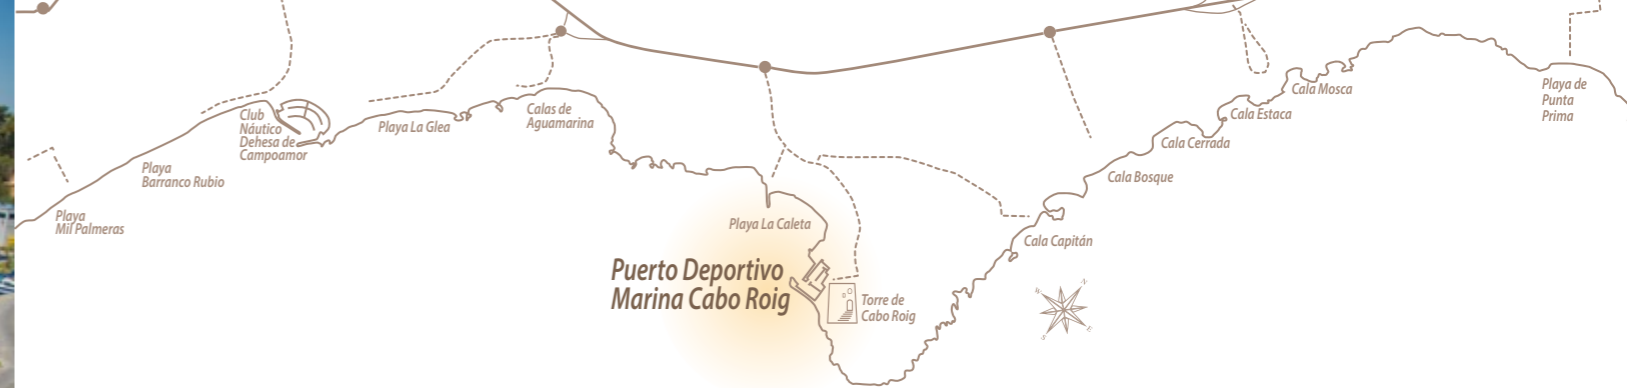 Playa
Mil Palmeras
Playa
Barranco Rubio
Club
Náutico
Dehesa de
Campoamor
Playa La Glea
Calas de
Aguamarina
Playa La Caleta
Puerto Deportivo
Marina Cabo Roig
Torre de
Cabo Roig
Cala Capitán
Cala Bosque
Cala Cerrada
Cala Estaca
Cala Mosca
Playa de
Punta
Prima
N
W
E
S